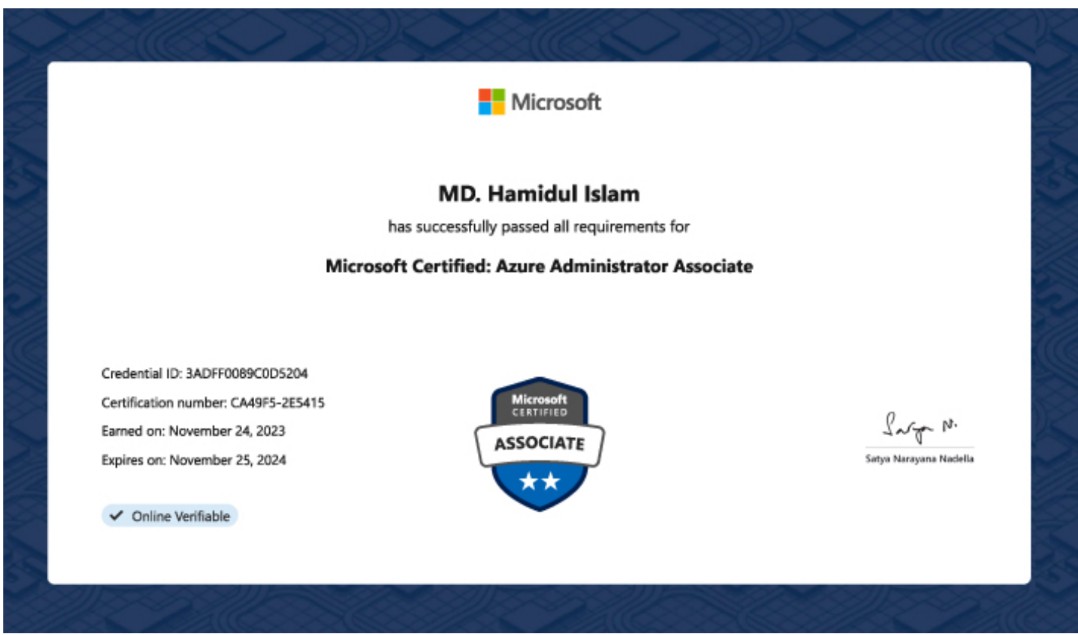 Microsoft
MD. Hamidul Islam
has successfully passed all requirements for
Microsoft Certified: Azure Administrator Associate
Credential ID: 3ADFF0089C0D5204
Certification number: CA49F5-2E5415
Earned on: November 24, 2023
Expires on: November 25, 2024
Online Verifiable
Microsoft
CERTIFIED
ASSOCIATE
Satya N.
Satya Narayana Nadella